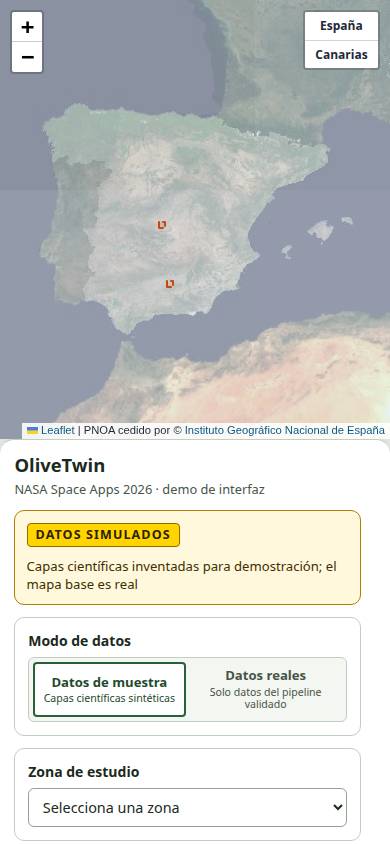 +
−
España
Canarias
Leaflet | PNOA cedido por © Instituto Geográfico Nacional de España
OliveTwin
NASA Space Apps 2026 · demo de interfaz
DATOS SIMULADOS
Capas científicas inventadas para demostración; el
mapa base es real
Modo de datos
Datos de muestra
Capas científicas sintéticas
Datos reales
Solo datos del pipeline
validado
Zona de estudio
Selecciona una zona